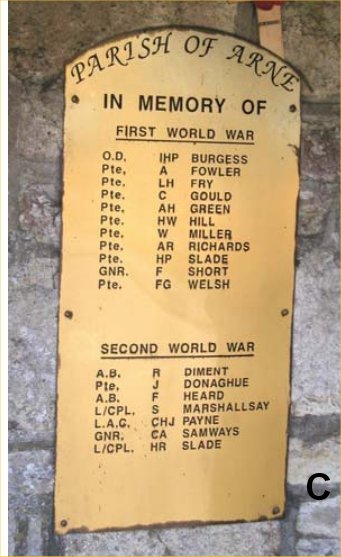 PARISH OF ARNE
IN MEMORY OF
FIRST WORLD WAR
O.D. IHP BURGESS
Pte, A FOWLER
Pte. LH FRY
Pte. C GOULD
Pte, AH GREEN
Pte. HW HILL
Pte. W MILLER
Pte. AR RICHARDS
Pte. HP SLADE
GNR. F SHORT
Pte. FG WELSH
SECOND WORLD WAR
A.B. R DIMENT
Pte, J DONAGHUE
A.B. F HEARD
L/CPL. S MARSHALLSAY
L.A.C. CHJ PAYNE
GNR. CA SAMWAYS
L/CPL. HR SLADE
C